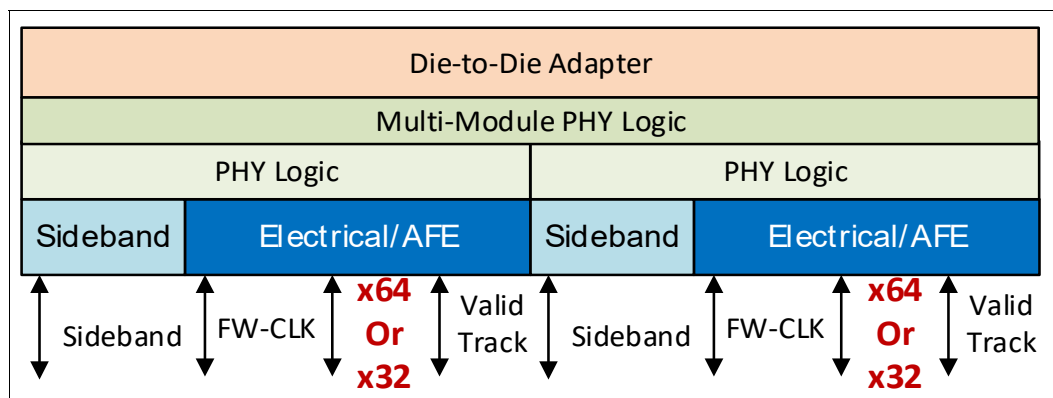 Die-to-Die Adapter
Multi-Module PHY Logic
PHY Logic
PHY Logic
Sideband
Electrical/AFE
Sideband
Electrical/AFE
Sideband
FW-CLK
x64
Or
x32
Valid
Track
Sideband
FW-CLK
x64
Or
x32
Valid
Track